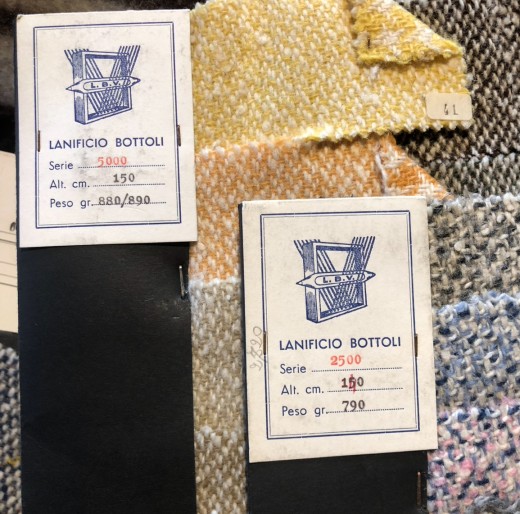 L.B.V.
LANIFICIO BOTTOLI
Serie 5000
Alt. cm. 150
Peso gr. 880/890
41
L.B.V.
LANIFICIO BOTTOLI
Serie 2500
Alt. cm. 150
Peso gr. 790